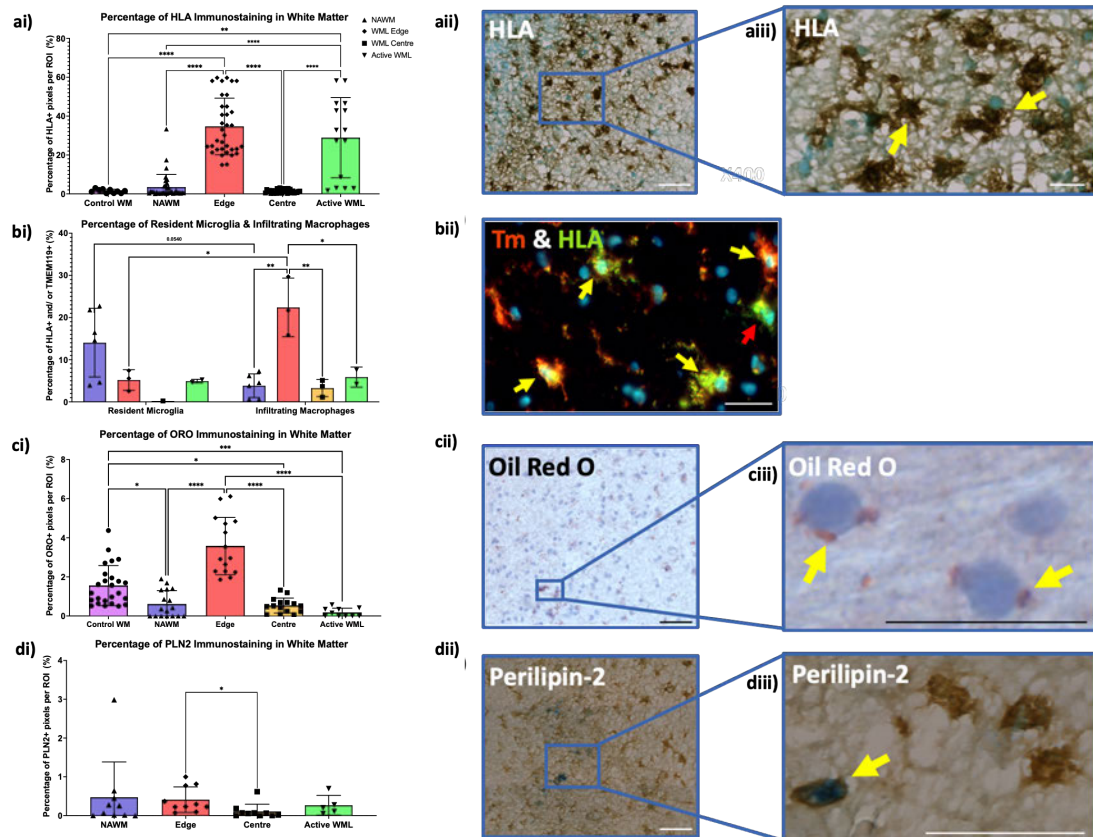 ai)
Percentage of HLA Immunostaining in White Matter
NAWM
WML Edge
WML Centre
Active WML
Percentage of HLA+ pixels per ROI (%)
80
60
40
20
0
** **** **** **** **** ****
Control WM NAWM Edge Centre Active WML
aii)
HLA
X400
aiii)
HLA
bi)
Percentage of Resident Microglia & Infiltrating Macrophages
Percentage of HLA+ and/ or TMEM119+ (%)
40
30
20
10
0
0.0540 * * ** **
Resident Microglia Infiltrating Macrophages
bii)
Tm & HLA
ci)
Percentage of ORO Immunostaining in White Matter
Percentage of ORO+ pixels per ROI (%)
8
6
4
2
0
*** * **** * **** ****
Control WM NAWM Edge Centre Active WML
cii)
Oil Red O
ciii)
Oil Red O
di)
Percentage of PLN2 Immunostaining in White Matter
Percentage of PLN2+ pixels per ROI (%)
4
3
2
1
0
*
NAWM Edge Centre Active WML
dii)
Perilipin-2
diii)
Perilipin-2